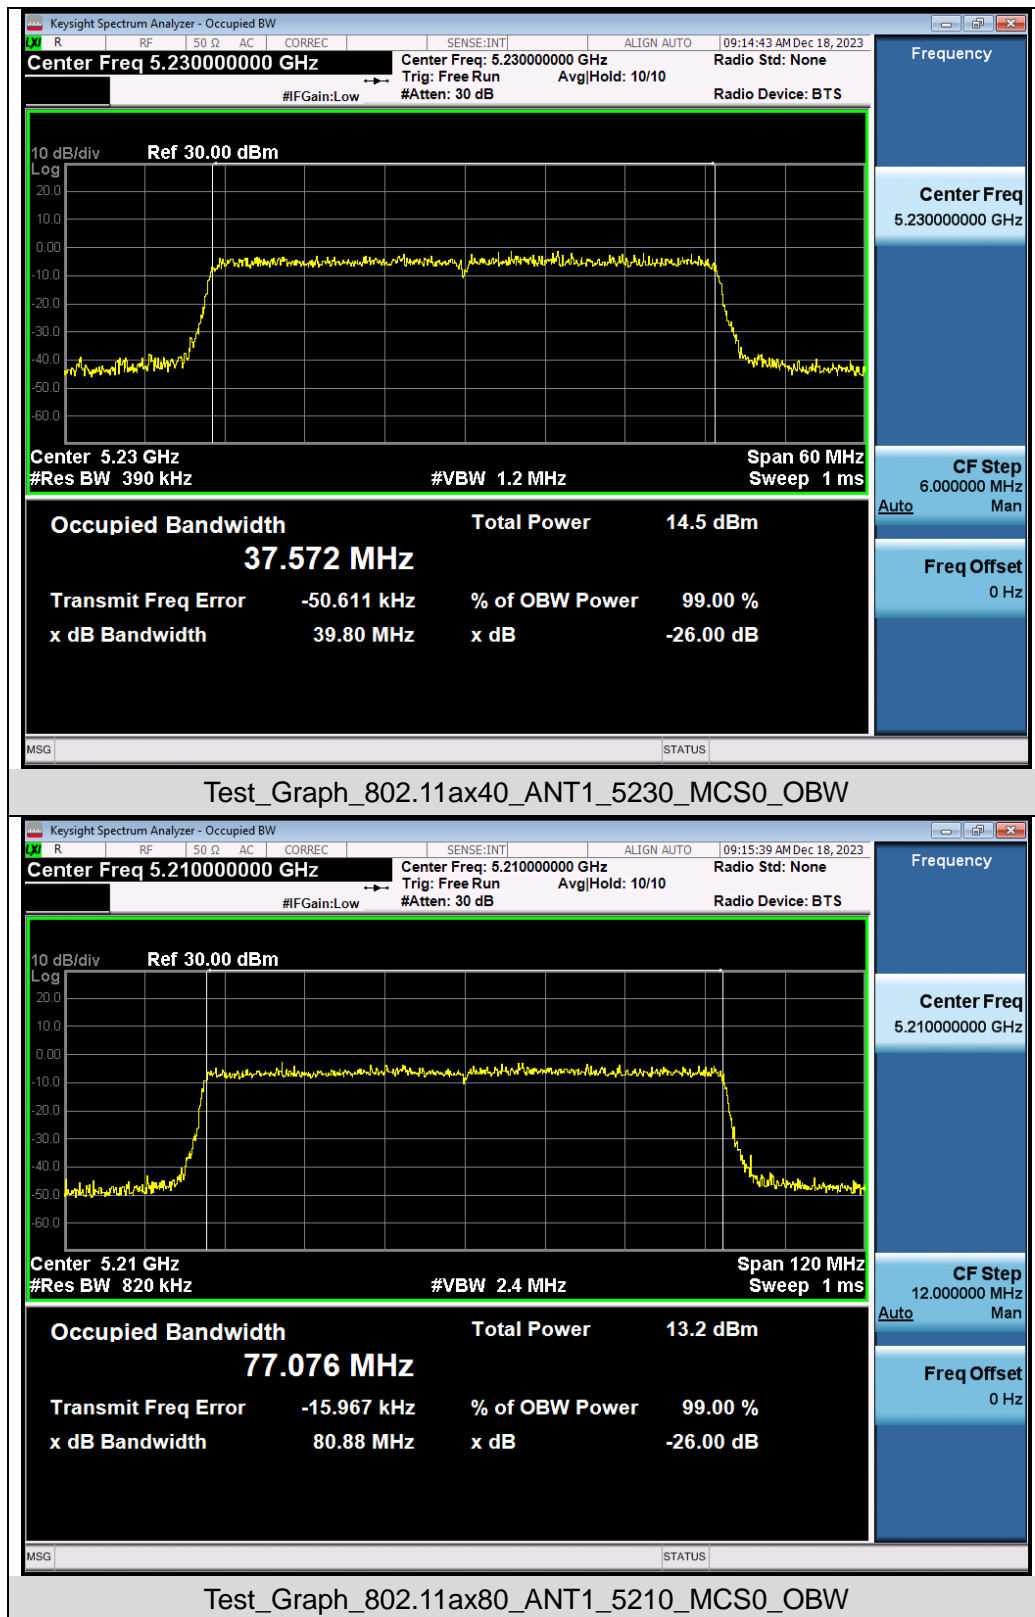 Keysight Spectrum Analyzer - Occupied BW
LXI R RF 50 Ω AC CORREC SENSE:INT ALIGN AUTO 09:14:43 AM Dec 18, 2023
Center Freq 5.230000000 GHz Center Freq: 5.230000000 GHz Radio Std: None Frequency
Trig: Free Run Avg|Hold: 10/10
#IFGain:Low #Atten: 30 dB Radio Device: BTS
10 dB/div Ref 30.00 dBm
Log
20.0
10.0
0.00
-10.0
-20.0
-30.0
-40.0
-50.0
-60.0
Center Freq
5.230000000 GHz
Center 5.23 GHz Span 60 MHz
#Res BW 390 kHz #VBW 1.2 MHz Sweep 1 ms
CF Step
6.000000 MHz
Auto Man
Occupied Bandwidth Total Power 14.5 dBm
37.572 MHz
Freq Offset
0 Hz
Transmit Freq Error -50.611 kHz % of OBW Power 99.00 %
x dB Bandwidth 39.80 MHz x dB -26.00 dB
MSG STATUS
Test_Graph_802.11ax40_ANT1_5230_MCS0_OBW
Keysight Spectrum Analyzer - Occupied BW
LXI R RF 50 Ω AC CORREC SENSE:INT ALIGN AUTO 09:15:39 AM Dec 18, 2023
Center Freq 5.210000000 GHz Center Freq: 5.210000000 GHz Radio Std: None Frequency
Trig: Free Run Avg|Hold: 10/10
#IFGain:Low #Atten: 30 dB Radio Device: BTS
10 dB/div Ref 30.00 dBm
Log
20.0
10.0
0.00
-10.0
-20.0
-30.0
-40.0
-50.0
-60.0
Center Freq
5.210000000 GHz
Center 5.21 GHz Span 120 MHz
#Res BW 820 kHz #VBW 2.4 MHz Sweep 1 ms
CF Step
12.000000 MHz
Auto Man
Occupied Bandwidth Total Power 13.2 dBm
77.076 MHz
Freq Offset
0 Hz
Transmit Freq Error -15.967 kHz % of OBW Power 99.00 %
x dB Bandwidth 80.88 MHz x dB -26.00 dB
MSG STATUS
Test_Graph_802.11ax80_ANT1_5210_MCS0_OBW